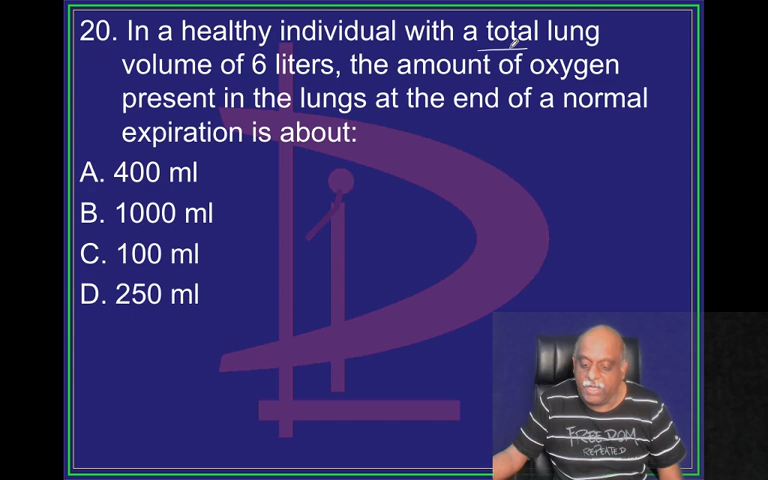 20. In a healthy individual with a total lung
volume of 6 liters, the amount of oxygen
present in the lungs at the end of a normal
expiration is about:
A. 400 ml
B. 1000 ml
C. 100 ml
D. 250 ml
FREEDOM
REPEATED